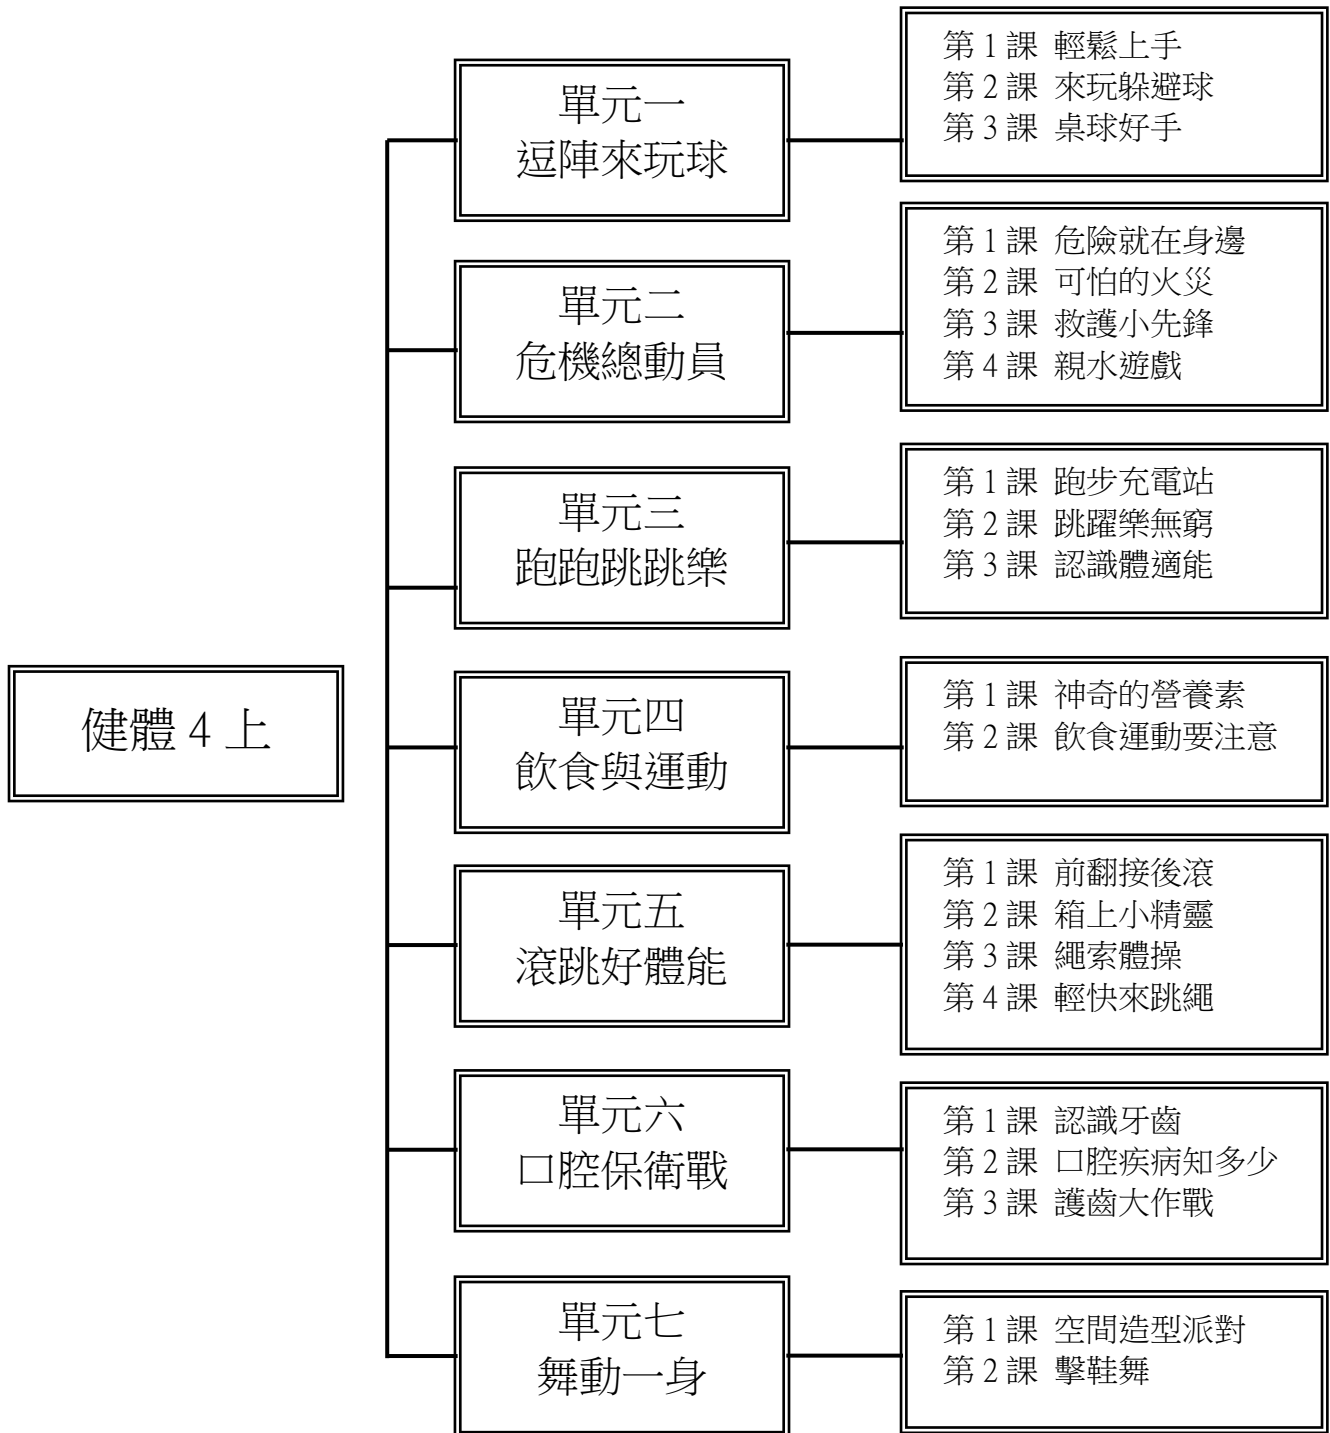 健體 4 上
單元一
逗陣來玩球
第 1 課 輕鬆上手
第 2 課 來玩躲避球
第 3 課 桌球好手
單元二
危機總動員
第 1 課 危險就在身邊
第 2 課 可怕的火災
第 3 課 救護小先鋒
第 4 課 親水遊戲
單元三
跑跑跳跳樂
第 1 課 跑步充電站
第 2 課 跳躍樂無窮
第 3 課 認識體適能
單元四
飲食與運動
第 1 課 神奇的營養素
第 2 課 飲食運動要注意
單元五
滾跳好體能
第 1 課 前翻接後滾
第 2 課 箱上小精靈
第 3 課 繩索體操
第 4 課 輕快來跳繩
單元六
口腔保衛戰
第 1 課 認識牙齒
第 2 課 口腔疾病知多少
第 3 課 護齒大作戰
單元七
舞動一身
第 1 課 空間造型派對
第 2 課 擊鞋舞